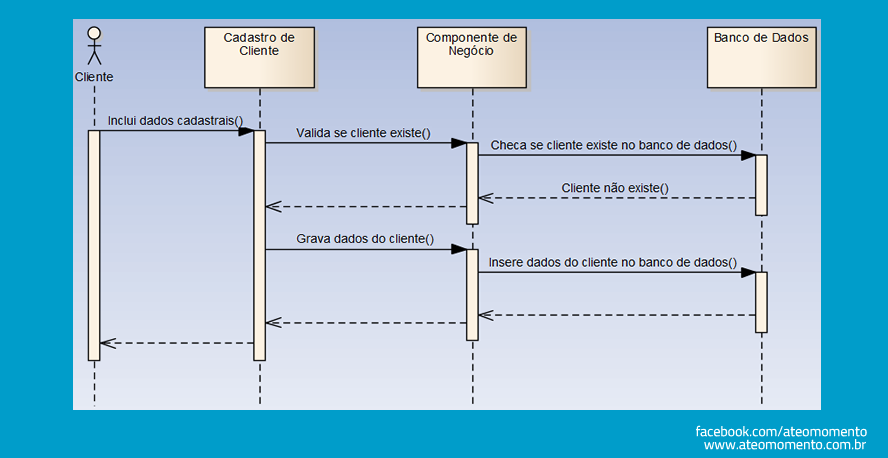 Cliente
Cadastro de
Cliente
Componente de
Negócio
Banco de Dados
Inclui dados cadastrais()
Valida se cliente existe()
Checa se cliente existe no banco de dados()
Cliente não existe()
Grava dados do cliente()
Insere dados do cliente no banco de dados()
facebook.com/ateomomento
www.ateomomento.com.br